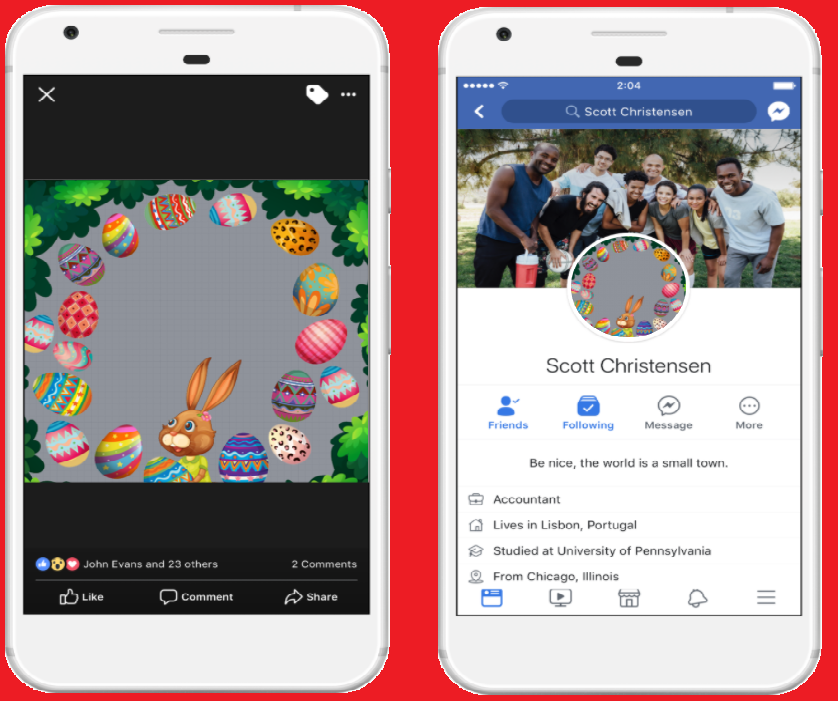 John Evans and 23 others
2 Comments
Like
Comment
Share
2:04
Scott Christensen
Scott Christensen
Friends
Following
Message
More
Be nice, the world is a small town.
Accountant
Lives in Lisbon, Portugal
Studied at University of Pennsylvania
From Chicago, Illinois